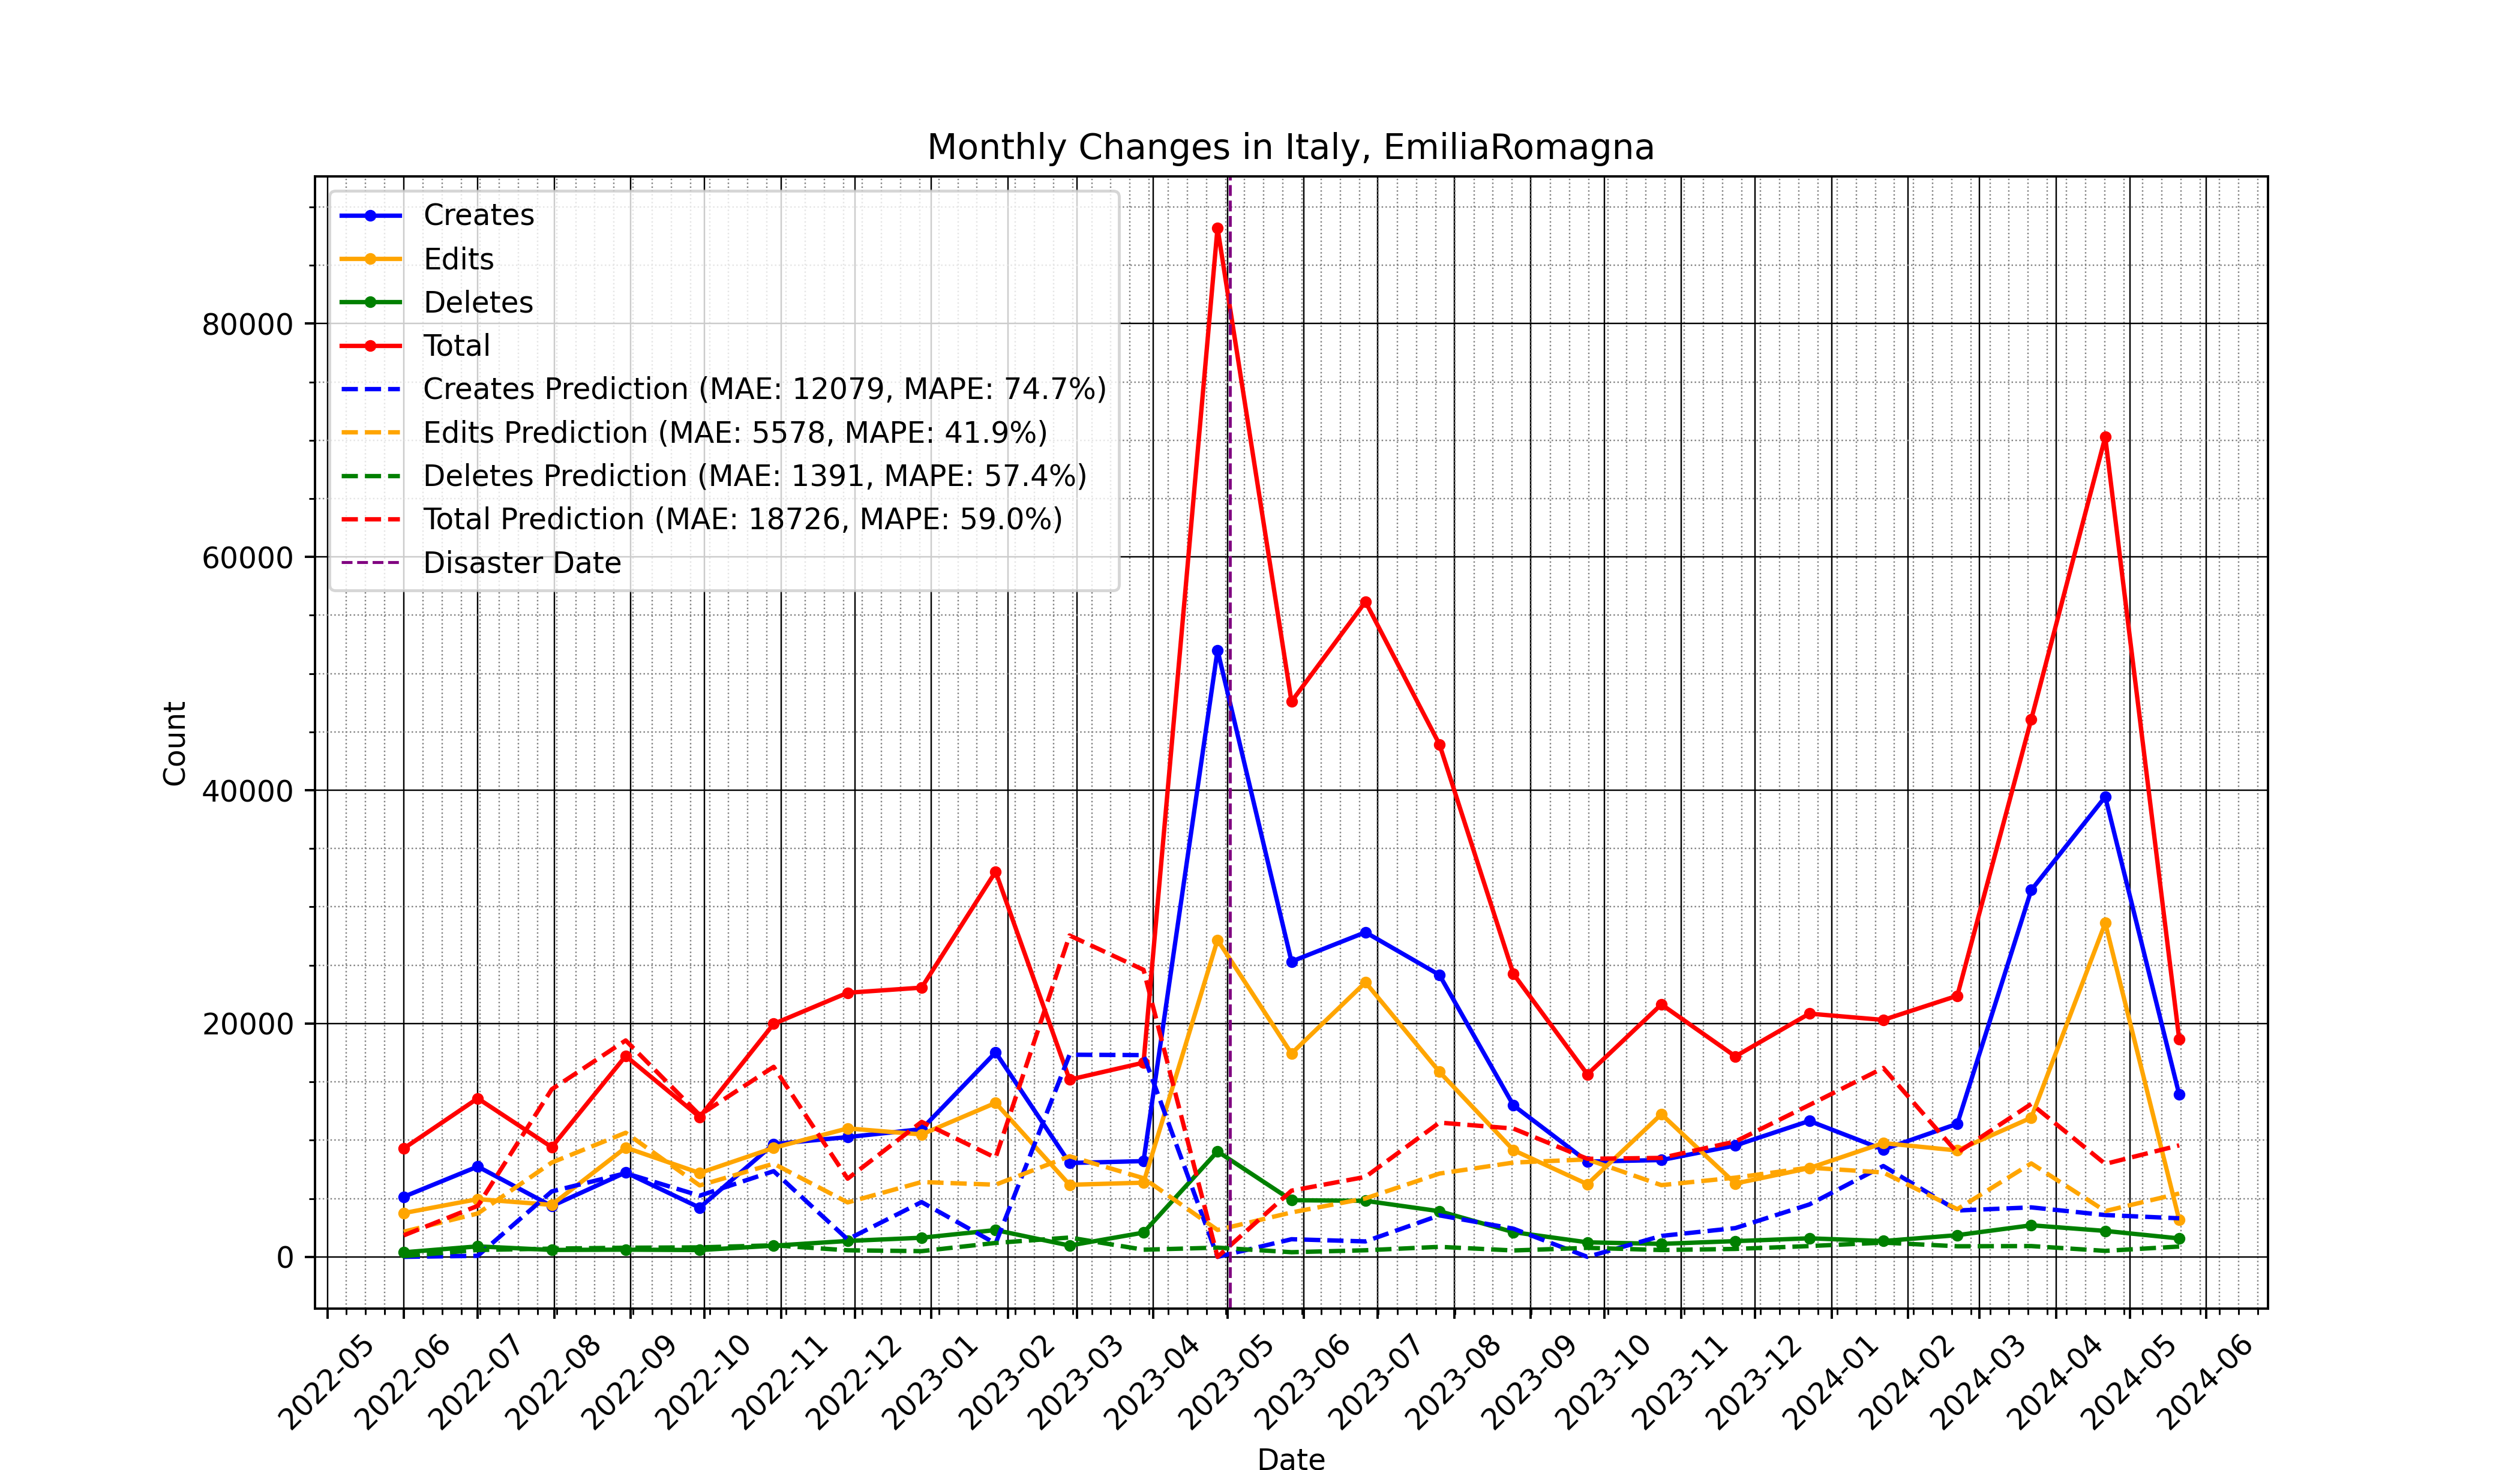 Monthly Changes in Italy, EmiliaRomagna
Creates
Edits
Deletes
Total
Creates Prediction (MAE: 12079, MAPE: 74.7%)
Edits Prediction (MAE: 5578, MAPE: 41.9%)
Deletes Prediction (MAE: 1391, MAPE: 57.4%)
Total Prediction (MAE: 18726, MAPE: 59.0%)
Disaster Date
80000
60000
40000
20000
0
Count
2022-05
2022-06
2022-07
2022-08
2022-09
2022-10
2022-11
2022-12
2023-01
2023-02
2023-03
2023-04
2023-05
2023-06
2023-07
2023-08
2023-09
2023-10
2023-11
2023-12
2024-01
2024-02
2024-03
2024-04
2024-05
2024-06
Date